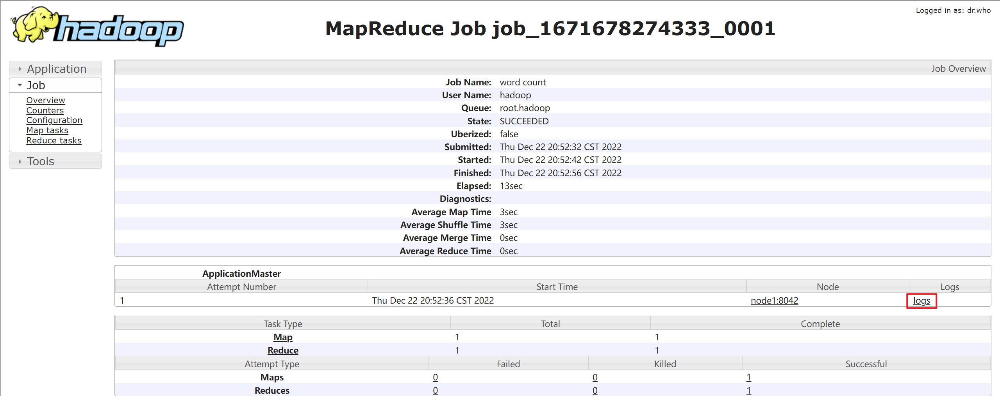 Logged in as: dr.who
hadoop
MapReduce Job job_1671678274333_0001
Application
Job
Overview
Counters
Configuration
Map tasks
Reduce tasks
Tools
Job Overview
Job Name: word count
User Name: hadoop
Queue: root.hadoop
State: SUCCEEDED
Uberized: false
Submitted: Thu Dec 22 20:52:32 CST 2022
Started: Thu Dec 22 20:52:42 CST 2022
Finished: Thu Dec 22 20:52:56 CST 2022
Elapsed: 13sec
Diagnostics:
Average Map Time 3sec
Average Shuffle Time 3sec
Average Merge Time 0sec
Average Reduce Time 0sec
ApplicationMaster
Attempt Number Start Time Node Logs
1 Thu Dec 22 20:52:36 CST 2022 node1:8042 logs
Task Type Total Complete
Map 1 1
Reduce 1 1
Attempt Type Failed Killed Successful
Maps 0 0 1
Reduces 0 0 1